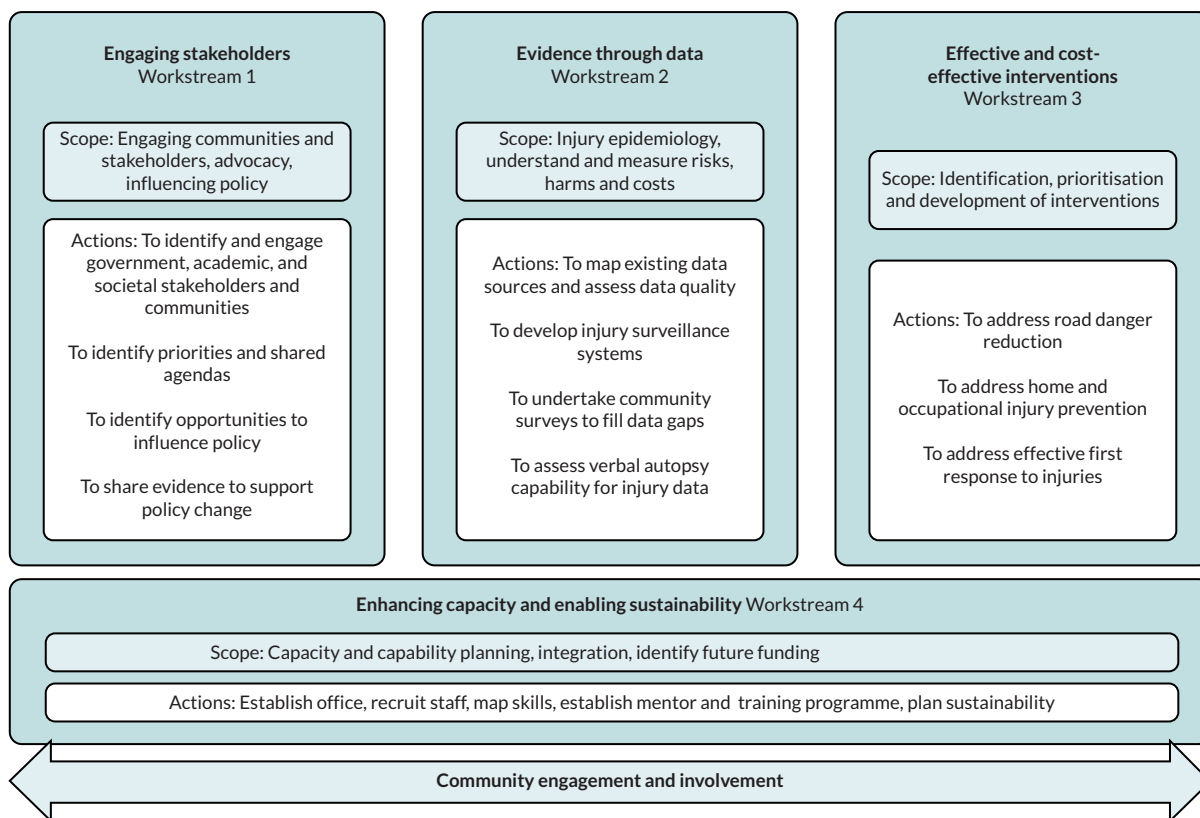 Engaging stakeholders
Workstream 1
Scope: Engaging communities and
stakeholders, advocacy,
influencing policy
Actions: To identify and engage
government, academic, and
societal stakeholders and
communities
To identify priorities and shared
agendas
To identify opportunities to
influence policy
To share evidence to support
policy change
Evidence through data
Workstream 2
Scope: Injury epidemiology,
understand and measure risks,
harms and costs
Actions: To map existing data
sources and assess data quality
To develop injury surveillance
systems
To undertake community
surveys to fill data gaps
To assess verbal autopsy
capability for injury data
Effective and cost-
effective interventions
Workstream 3
Scope: Identification, prioritisation
and development of interventions
Actions: To address road danger
reduction
To address home and
occupational injury prevention
To address effective first
response to injuries
Enhancing capacity and enabling sustainability Workstream 4
Scope: Capacity and capability planning, integration, identify future funding
Actions: Establish office, recruit staff, map skills, establish mentor and training programme, plan sustainability
Community engagement and involvement